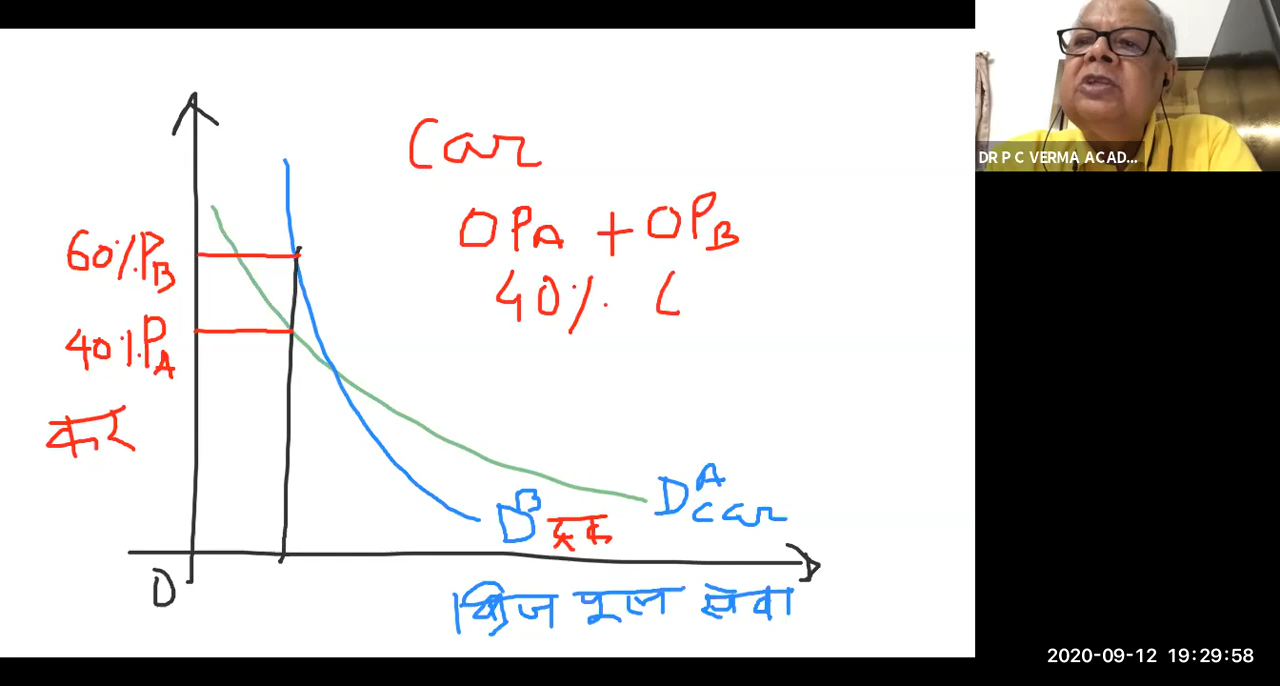 Car
OPA + OPB
40%. L
60%. PB
40%. PA
कर
DA car
DB ट्रक
O
ब्रिज पूल सेवा
DR P C VERMA ACAD...
2020-09-12 19:29:58